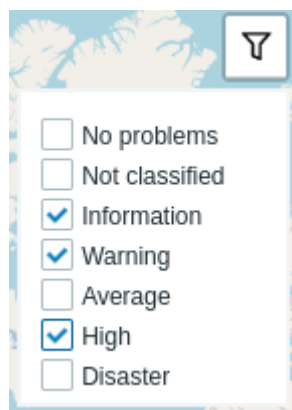 No problems
Not classified
Information
Warning
Average
High
Disaster